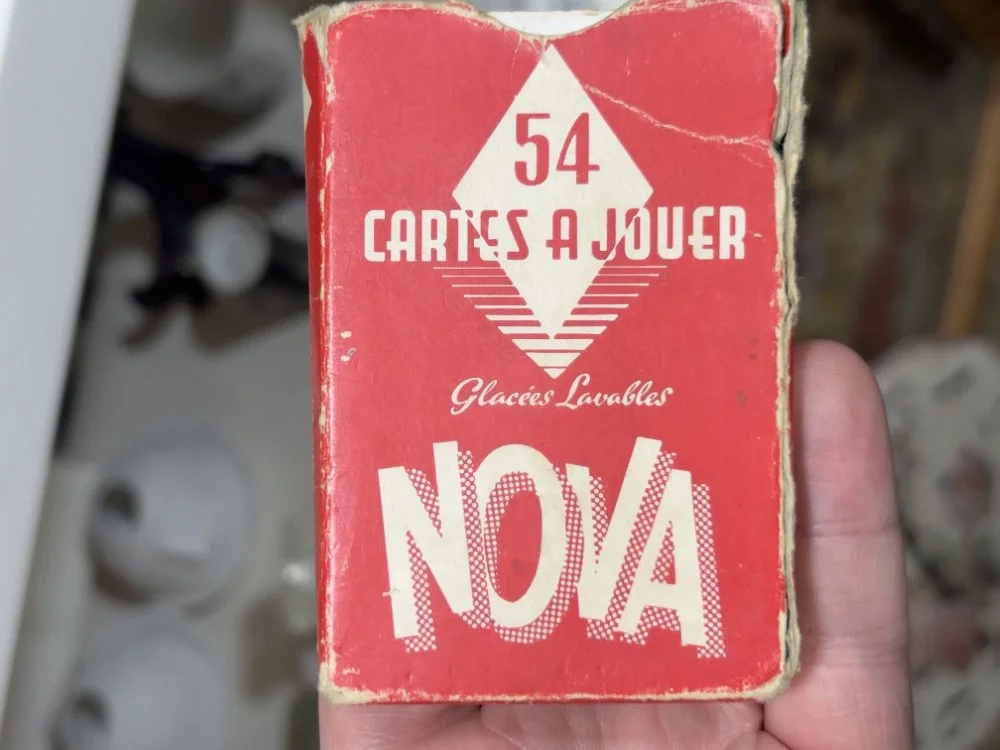 54
CARTES A JOUER
Glacées Lavables
NOVA